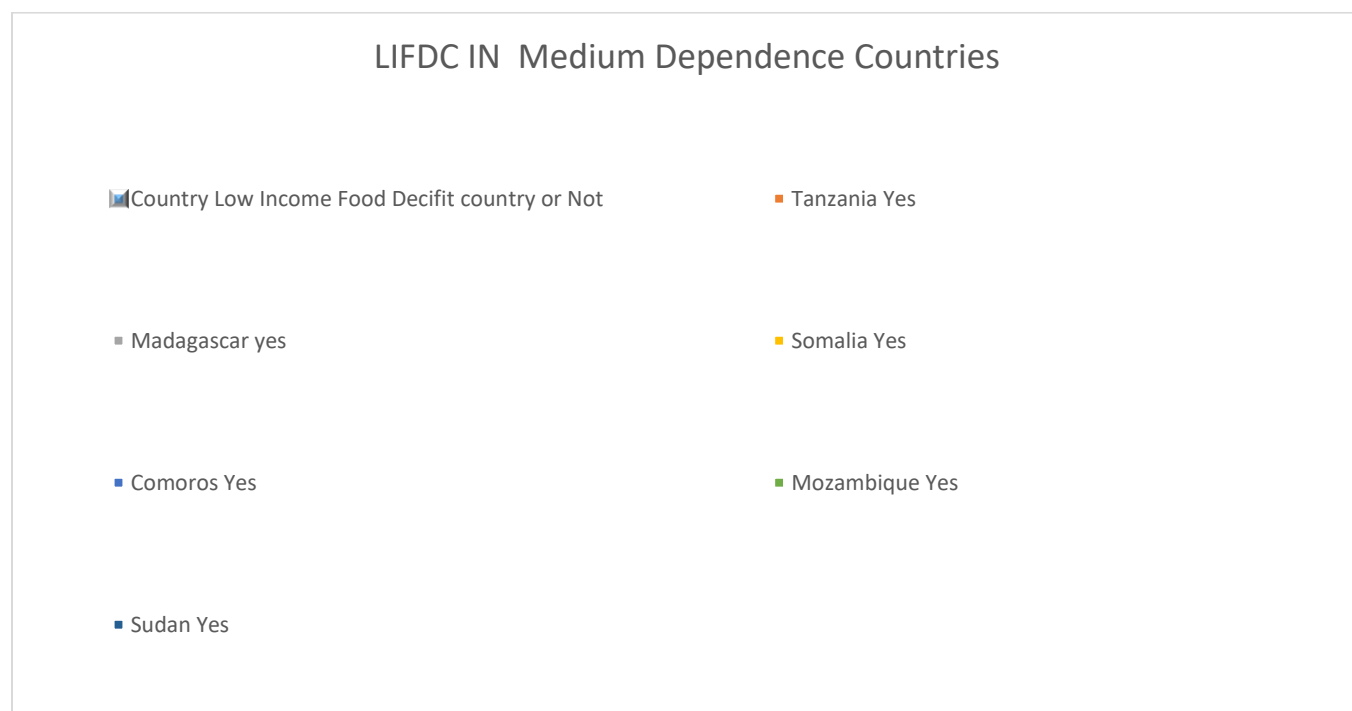 LIFDC IN  Medium Dependence Countries
Country Low Income Food Decifit country or Not
Tanzania Yes
Madagascar yes
Somalia Yes
Comoros Yes
Mozambique Yes
Sudan Yes